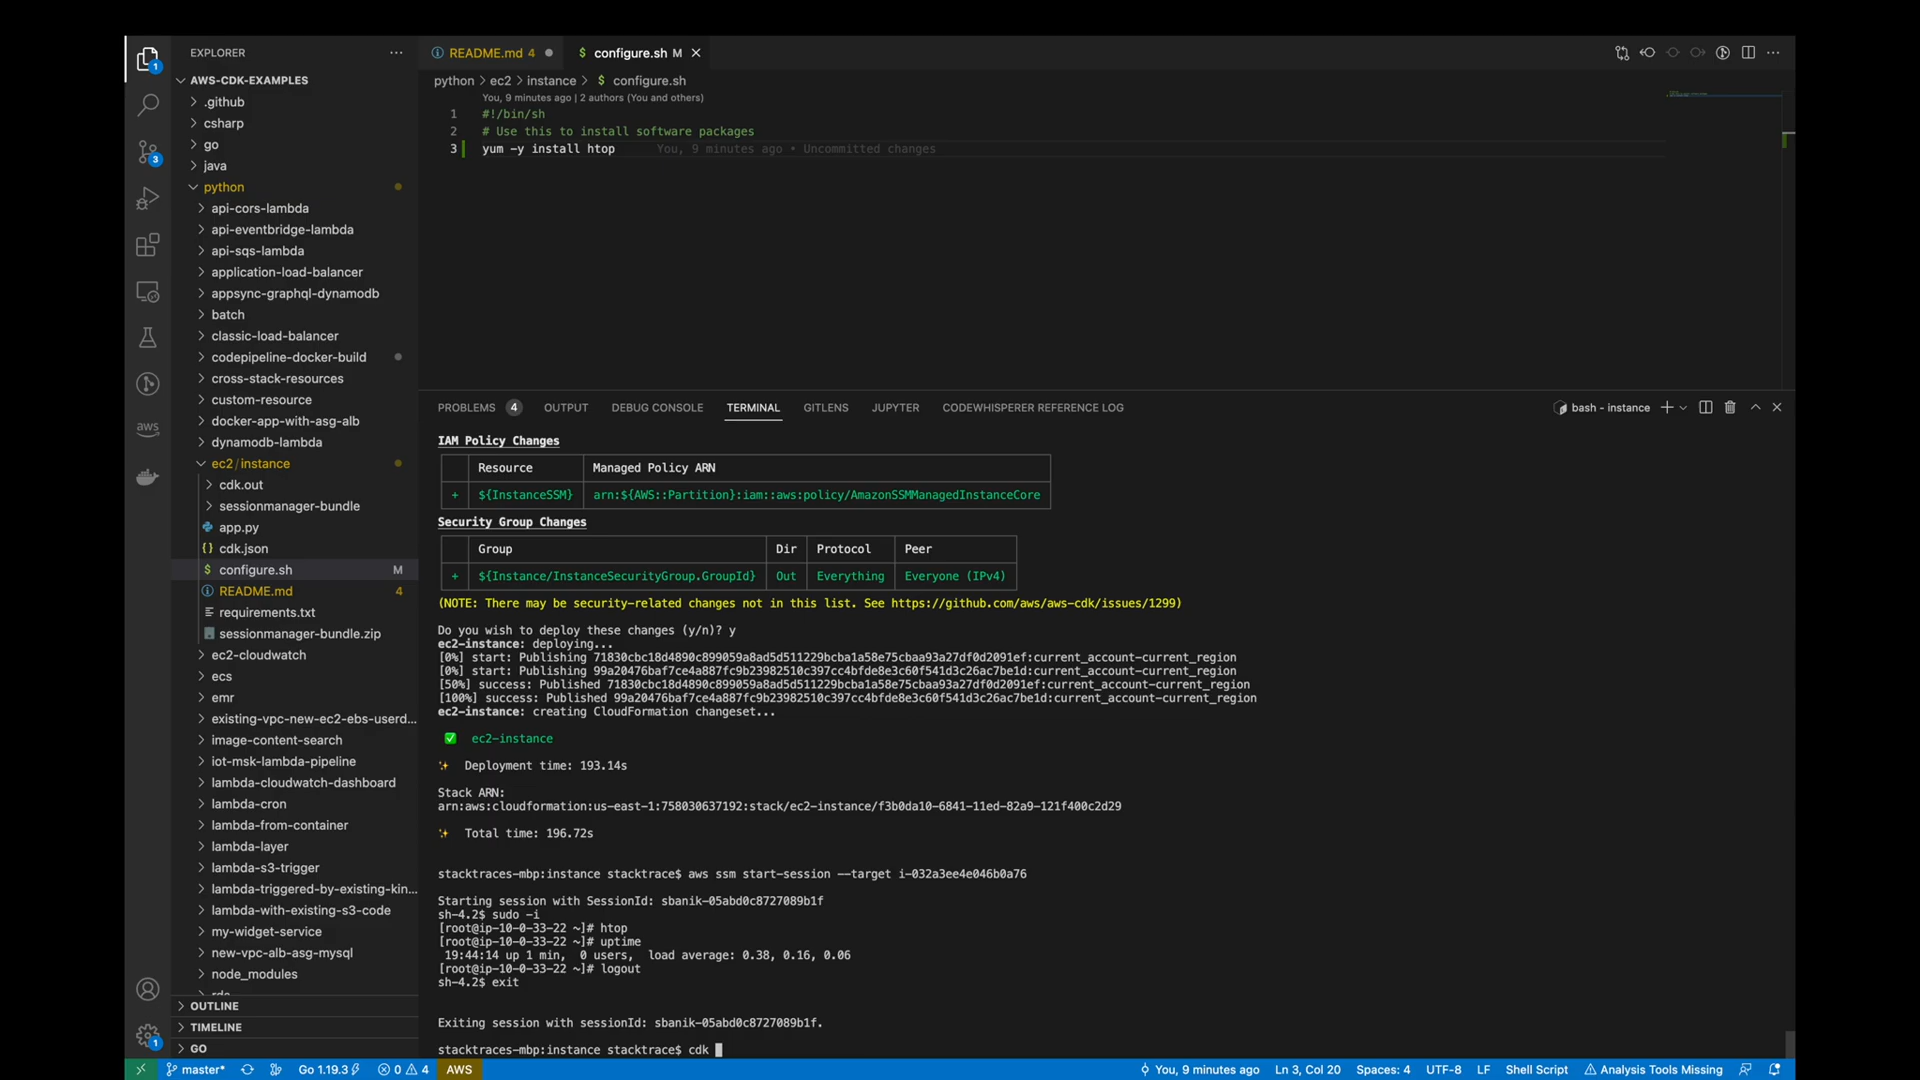 EXPLORER
AWS-CDK-EXAMPLES
.github
csharp
go
java
python
api-cors-lambda
api-eventbridge-lambda
api-sqs-lambda
application-load-balancer
appsync-graphql-dynamodb
batch
classic-load-balancer
codepipeline-docker-build
cross-stack-resources
custom-resource
docker-app-with-asg-alb
dynamodb-lambda
ec2/instance
cdk.out
sessionmanager-bundle
app.py
cdk.json
configure.sh M
README.md 4
requirements.txt
sessionmanager-bundle.zip
ec2-cloudwatch
ecs
emr
existing-vpc-new-ec2-ebs-userd...
image-content-search
iot-msk-lambda-pipeline
lambda-cloudwatch-dashboard
lambda-cron
lambda-from-container
lambda-layer
lambda-s3-trigger
lambda-triggered-by-existing-kin...
lambda-with-existing-s3-code
my-widget-service
new-vpc-alb-asg-mysql
node_modules
OUTLINE
TIMELINE
GO
1
3
aws
1
README.md 4
$ configure.sh M
python > ec2 > instance > $ configure.sh
You, 9 minutes ago | 2 authors (You and others)
1 #!/bin/sh
2 # Use this to install software packages
3 yum -y install htop You, 9 minutes ago • Uncommitted changes
PROBLEMS 4 OUTPUT DEBUG CONSOLE TERMINAL GITLENS JUPYTER CODEWHISPERER REFERENCE LOG
bash - instance
IAM Policy Changes
Resource Managed Policy ARN
+ ${InstanceSSM} arn:${AWS::Partition}:iam::aws:policy/AmazonSSMManagedInstanceCore
Security Group Changes
Group Dir Protocol Peer
+ ${Instance/InstanceSecurityGroup.GroupId} Out Everything Everyone (IPv4)
(NOTE: There may be security-related changes not in this list. See https://github.com/aws/aws-cdk/issues/1299)
Do you wish to deploy these changes (y/n)? y
ec2-instance: deploying...
[0%] start: Publishing 71830cbc18d4890c899059a8ad5d511229bcba1a58e75cbaa93a27df0d2091ef:current_account-current_region
[0%] start: Publishing 99a20476baf7ce4a887fc9b23982510c397cc4bfde8e3c60f541d3c26ac7be1d:current_account-current_region
[50%] success: Published 71830cbc18d4890c899059a8ad5d511229bcba1a58e75cbaa93a27df0d2091ef:current_account-current_region
[100%] success: Published 99a20476baf7ce4a887fc9b23982510c397cc4bfde8e3c60f541d3c26ac7be1d:current_account-current_region
ec2-instance: creating CloudFormation changeset...
ec2-instance
Deployment time: 193.14s
Stack ARN:
arn:aws:cloudformation:us-east-1:758030637192:stack/ec2-instance/f3b0da10-6841-11ed-82a9-121f400c2d29
Total time: 196.72s
stacktraces-mbp:instance stacktrace$ aws ssm start-session --target i-032a3ee4e046b0a76
Starting session with SessionId: sbanik-05abd0c8727089b1f
sh-4.2$ sudo -i
[root@ip-10-0-33-22 ~]# htop
[root@ip-10-0-33-22 ~]# uptime
19:44:14 up 1 min, 0 users, load average: 0.38, 0.16, 0.06
[root@ip-10-0-33-22 ~]# logout
sh-4.2$ exit
Exiting session with sessionId: sbanik-05abd0c8727089b1f.
stacktraces-mbp:instance stacktrace$ cdk
master* Go 1.19.3 0 4 AWS You, 9 minutes ago Ln 3, Col 20 Spaces: 4 UTF-8 LF Shell Script Analysis Tools Missing